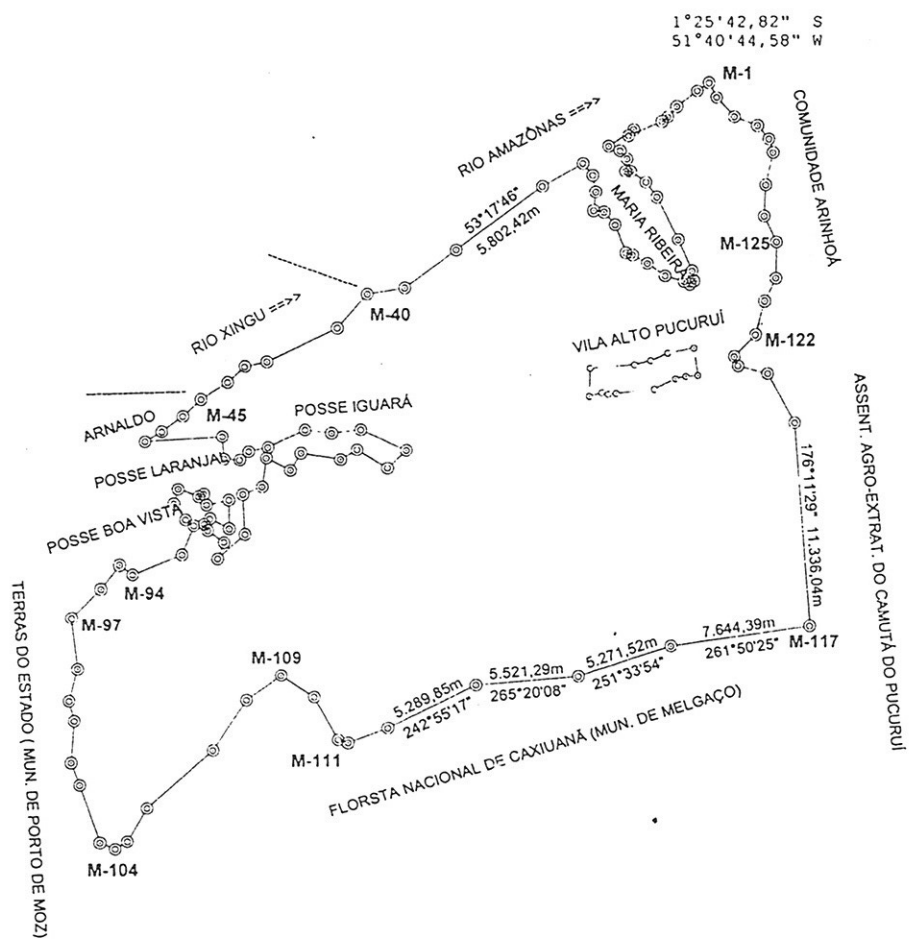 1°25'42,82" S
51°40'44,58" W
M-1
RIO AMAZÔNAS ==>>
COMUNIDADE ARINHOÁ
53°17'46"
5.802,42m
MARIA RIBEIRA
M-125
RIO XINGU ==>>
M-40
VILA ALTO PUCURUÍ
M-122
ARNALDO
M-45
POSSE IGUARÁ
POSSE LARANJAL
ASSENT. AGRO-EXTRAT. DO CAMUTÁ DO PUCURUÍ
176°11'29" 11.336,04m
POSSE BOA VISTA
M-94
M-97
TERRAS DO ESTADO ( MUN. DE PORTO DE MOZ)
M-109
5.289,85m
242°55'17"
5.521,29m
265°20'08"
5.271,52m
251°33'54"
7.644,39m
261°50'25"
M-117
M-111
FLORSTA NACIONAL DE CAXIUANÃ (MUN. DE MELGAÇO)
M-104